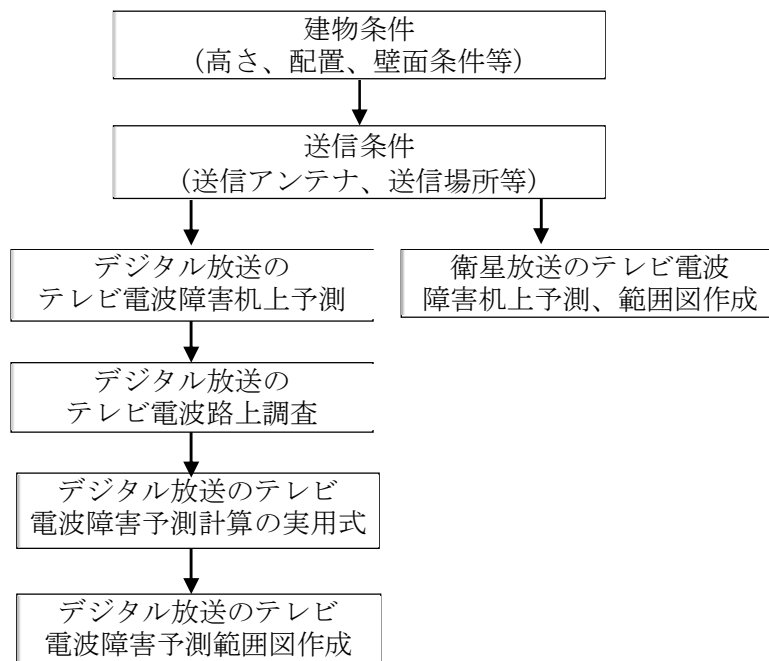 建物条件
（高さ、配置、壁面条件等）
送信条件
（送信アンテナ、送信場所等）
デジタル放送の
テレビ電波障害机上予測
衛星放送のテレビ電波
障害机上予測、範囲図作成
デジタル放送の
テレビ電波路上調査
デジタル放送のテレビ
電波障害予測計算の実用式
デジタル放送のテレビ
電波障害予測範囲図作成